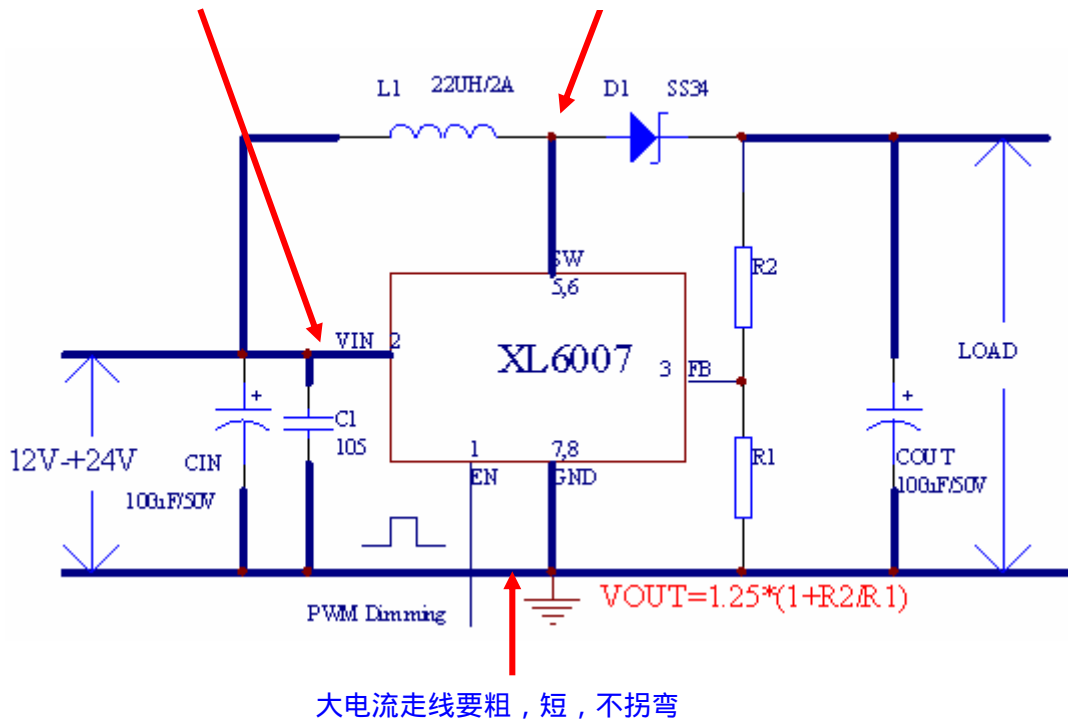 L1 22UH/2A D1 SS34
SW
5,6
R2
VIN 2
XL6007
3 FB
LOAD
+
+
C1
105
12V-+24V
CIN
100uF/50V
1
EN
7,8
GND
R1
COUT
100uF/50V
VOUT=1.25*(1+R2/R1)
PWM Dimming
大电流走线要粗,短,不拐弯